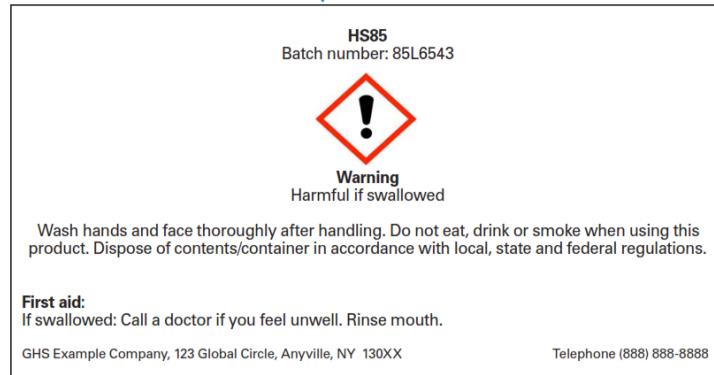 HS85
Batch number: 85L6543
Warning
Harmful if swallowed
Wash hands and face thoroughly after handling. Do not eat, drink or smoke when using this
product. Dispose of contents/container in accordance with local, state and federal regulations.
First aid:
If swallowed: Call a doctor if you feel unwell. Rinse mouth.
GHS Example Company, 123 Global Circle, Anyville, NY 130XX Telephone (888) 888-8888